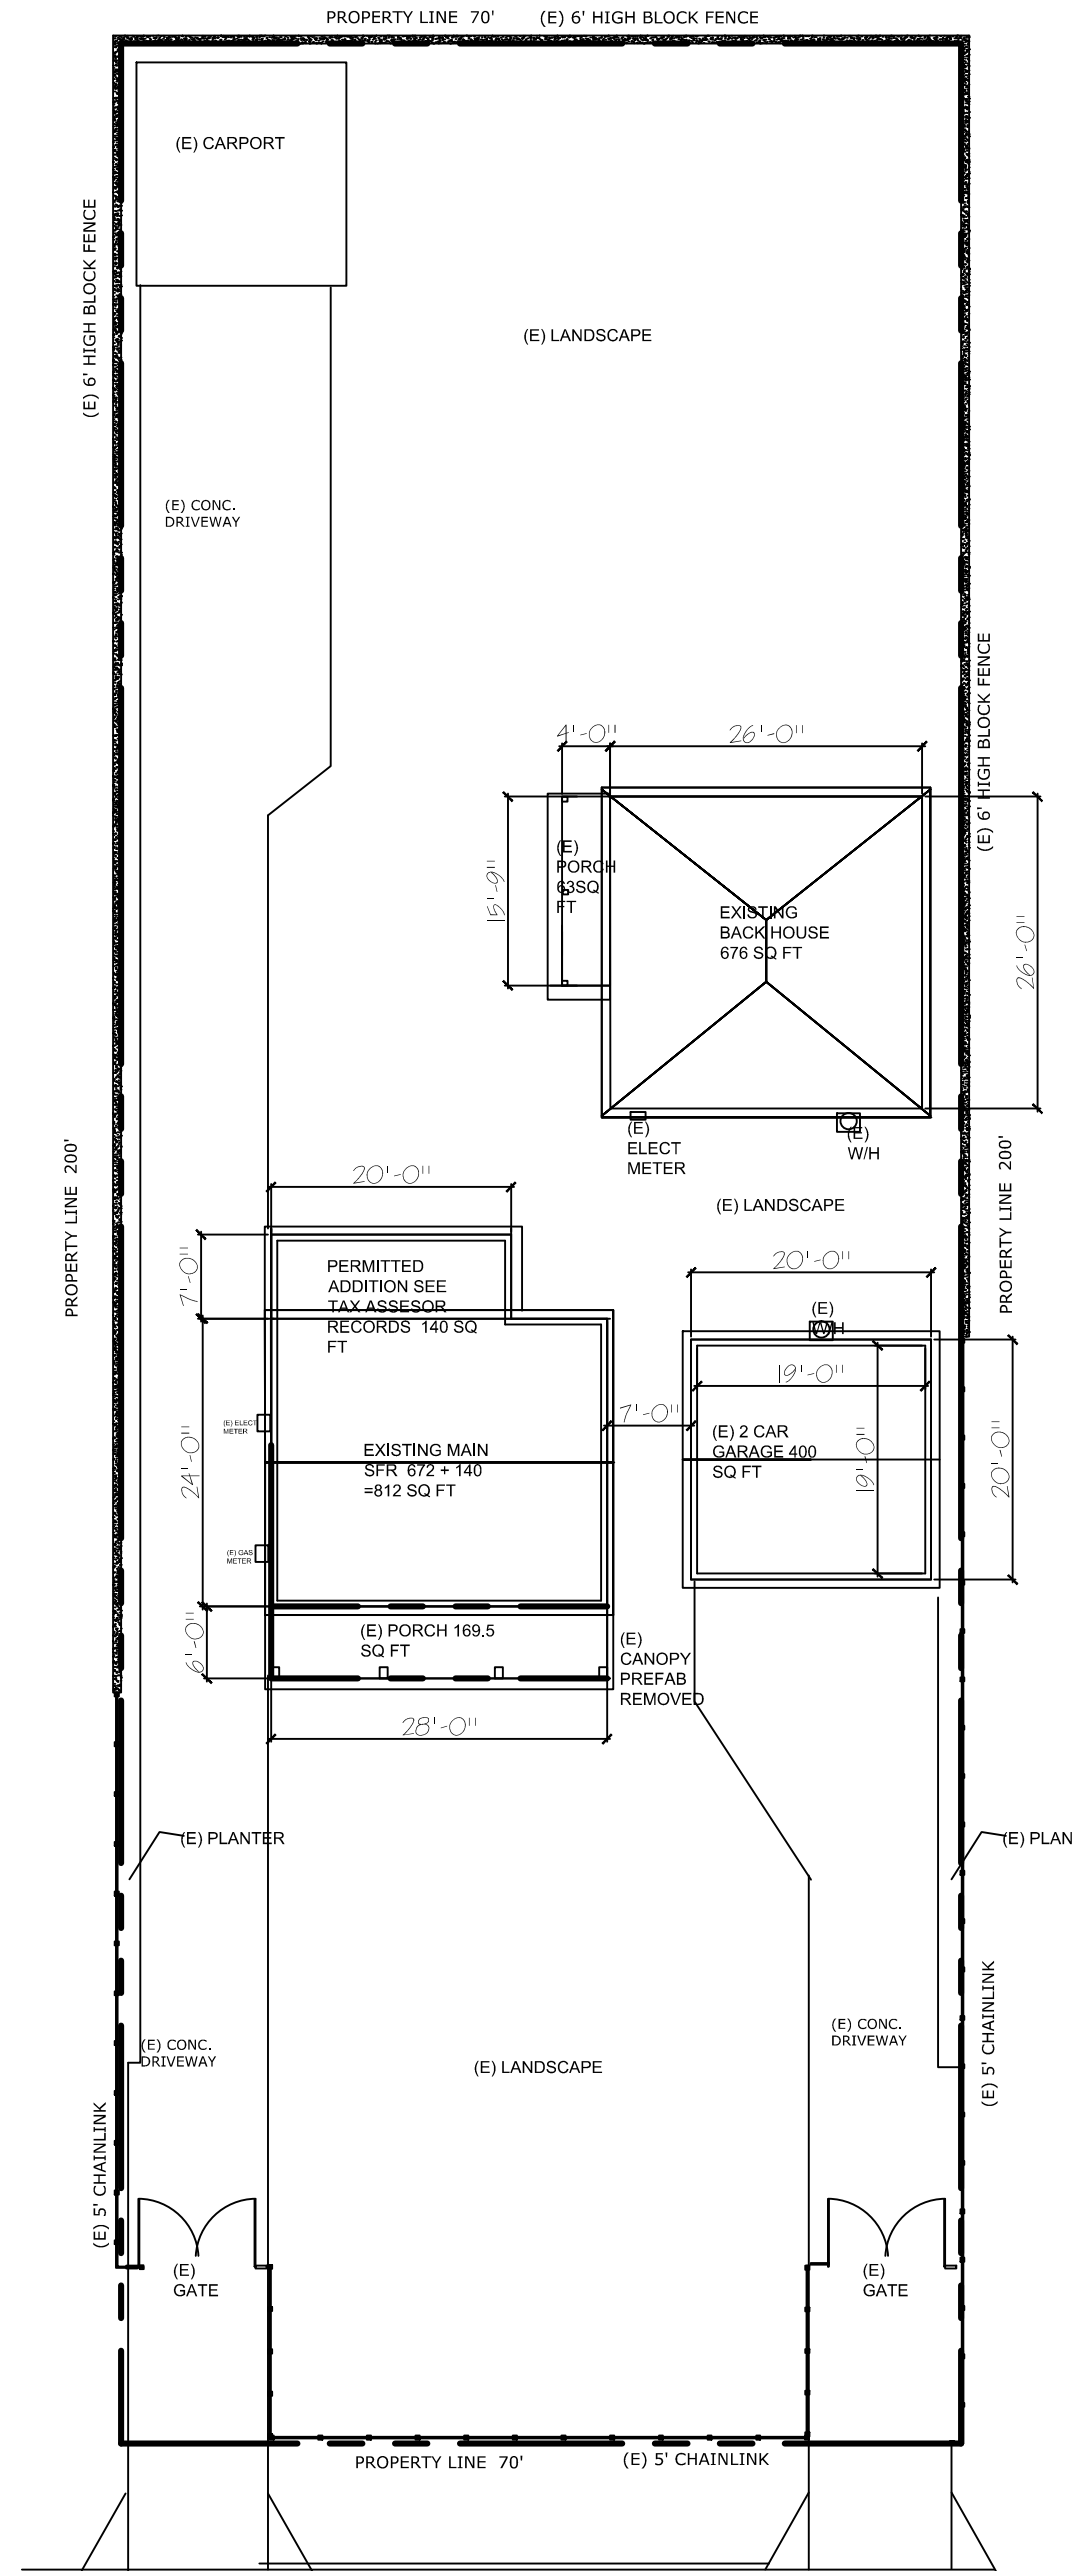 PROPERTY LINE 70'
(E) 6' HIGH BLOCK FENCE
(E) CARPORT
(E) 6' HIGH BLOCK FENCE
(E) LANDSCAPE
(E) CONC.
DRIVEWAY
(E) 6' HIGH BLOCK FENCE
4'-0"
26'-0"
15'-9"
(E)
PORCH
63SQ
FT
EXISTING
BACK HOUSE
676 SQ FT
26'-0"
(E)
ELECT
METER
(E)
W/H
PROPERTY LINE 200'
PROPERTY LINE 200'
20'-0"
(E) LANDSCAPE
7'-0"
PERMITTED
ADDITION SEE
TAX ASSESOR
RECORDS 140 SQ
FT
20'-0"
(E)
W/H
19'-0"
7'-0"
(E) ELECT
METER
24'-0"
EXISTING MAIN
SFR 672 + 140
=812 SQ FT
(E) 2 CAR
GARAGE 400
SQ FT
19'-0"
20'-0"
(E) GAS
METER
6'-0"
(E) PORCH 169.5
SQ FT
(E)
CANOPY
PREFAB
REMOVED
28'-0"
(E) PLANTER
(E) PLAN
(E) CONC.
DRIVEWAY
(E) LANDSCAPE
(E) CONC.
DRIVEWAY
(E) 5' CHAINLINK
(E) 5' CHAINLINK
(E)
GATE
(E)
GATE
PROPERTY LINE 70'
(E) 5' CHAINLINK